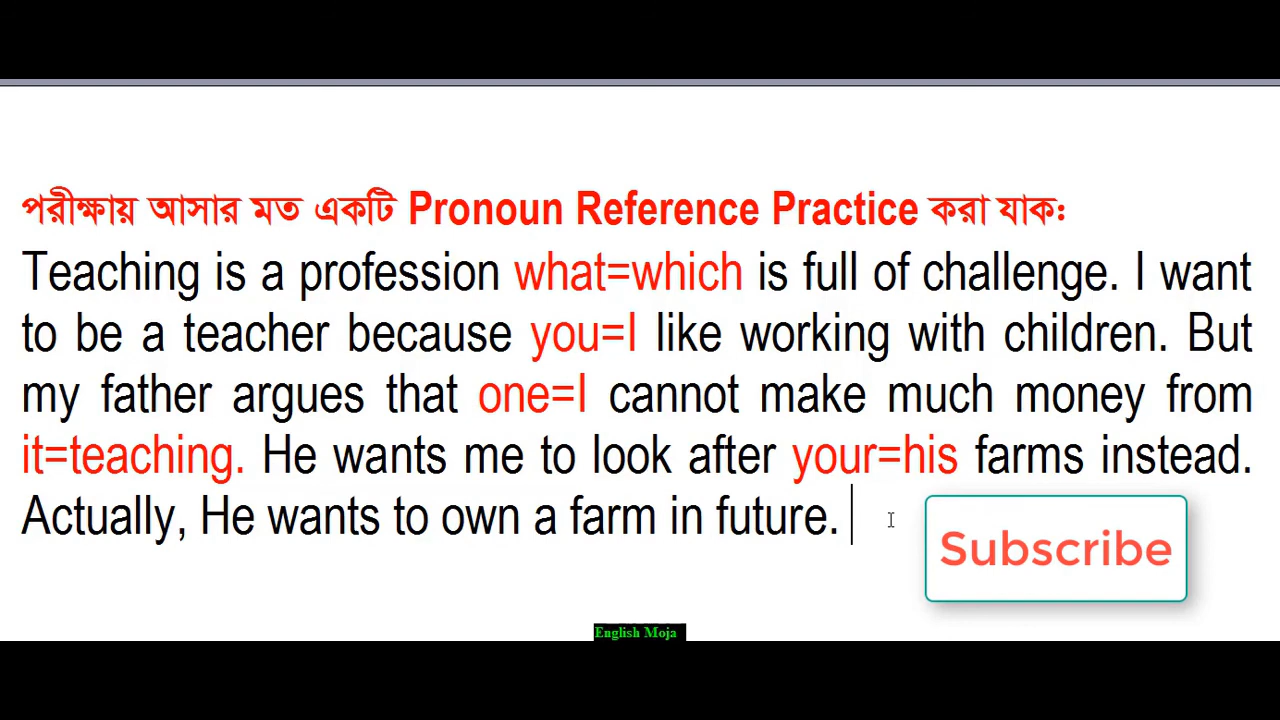 পরীক্ষায় আসার মত একটি Pronoun Reference Practice করা যাক:
Teaching is a profession what=which is full of challenge. I want
to be a teacher because you=I like working with children. But
my father argues that one=I cannot make much money from
it=teaching. He wants me to look after your=his farms instead.
Actually, He wants to own a farm in future.
Subscribe
English Moja